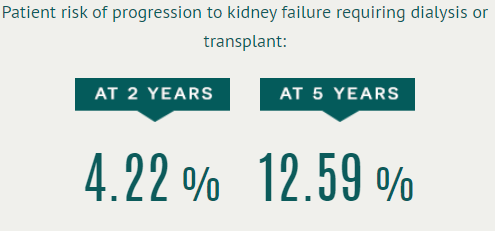 Patient risk of progression to kidney failure requiring dialysis or
transplant:
AT 2 YEARS AT 5 YEARS
4.22 % 12.59 %